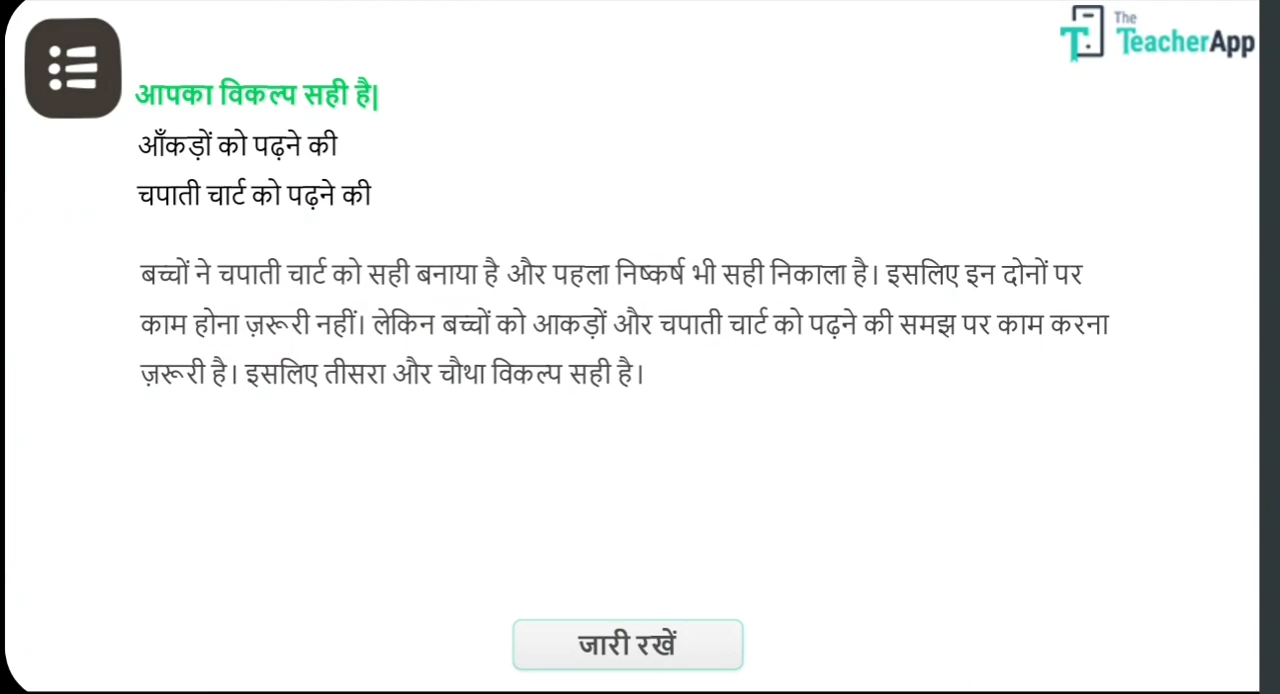 The
TeacherApp
आपका विकल्प सही है|
आँकड़ों को पढ़ने की
चपाती चार्ट को पढ़ने की
बच्चों ने चपाती चार्ट को सही बनाया है और पहला निष्कर्ष भी सही निकाला है। इसलिए इन दोनों पर
काम होना ज़रूरी नहीं। लेकिन बच्चों को आकड़ों और चपाती चार्ट को पढ़ने की समझ पर काम करना
ज़रूरी है। इसलिए तीसरा और चौथा विकल्प सही है।
जारी रखें